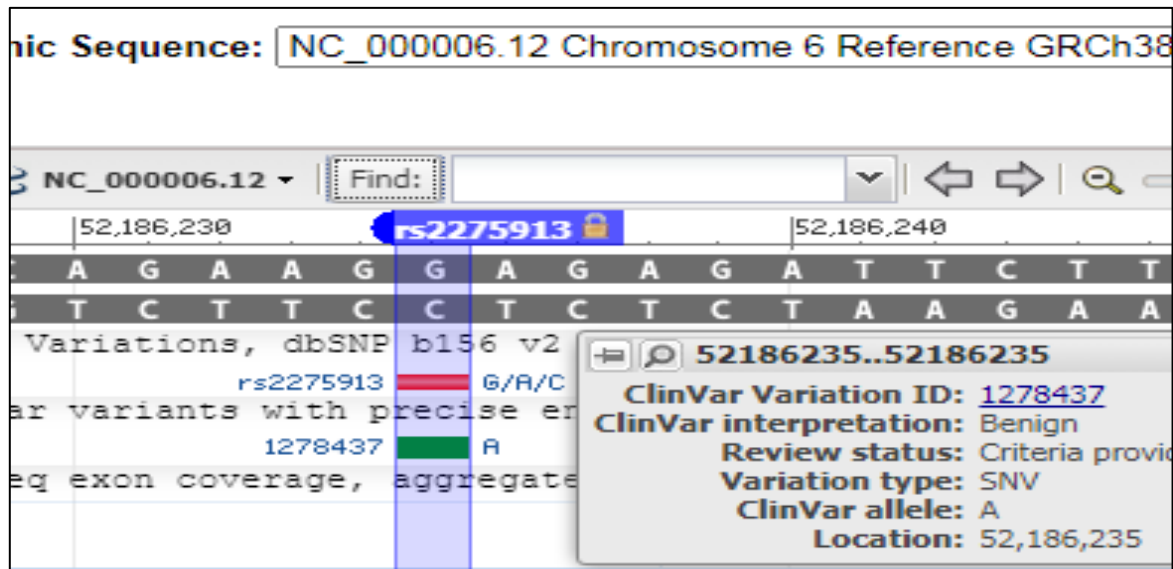 nic Sequence: NC_000006.12 Chromosome 6 Reference GRCh38
NC_000006.12 Find:
52,186,230 rs2275913 52,186,240
A G A A G G A G A G A T T C T T
T C T T C C T C T C T A A G A A
Variations, dbSNP b156 v2
rs2275913 G/A/C
ar variants with precise er
1278437 A
eq exon coverage, aggregate
52186235..52186235
ClinVar Variation ID: 1278437
ClinVar interpretation: Benign
Review status: Criteria provid
Variation type: SNV
ClinVar allele: A
Location: 52,186,235